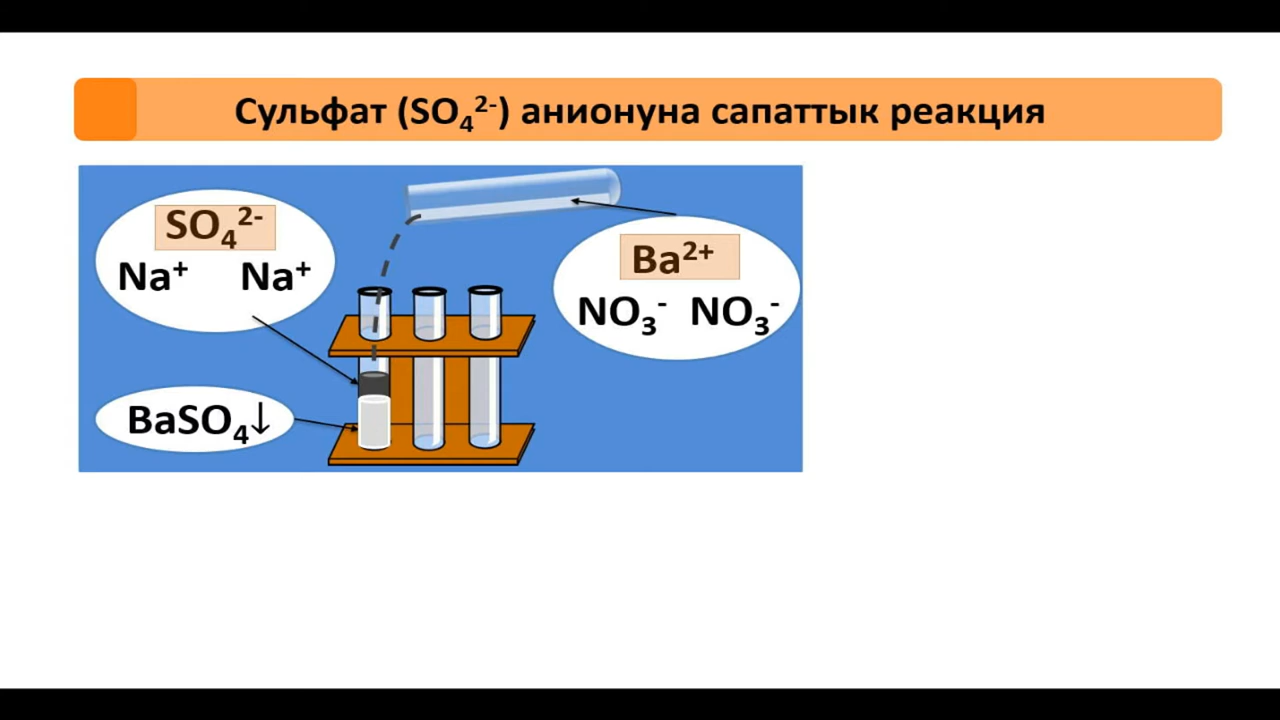 Сульфат (SO₄²⁻) анионуна сапаттык реакция
SO₄²⁻
Na⁺ Na⁺
Ba²⁺
NO₃⁻ NO₃⁻
BaSO₄↓